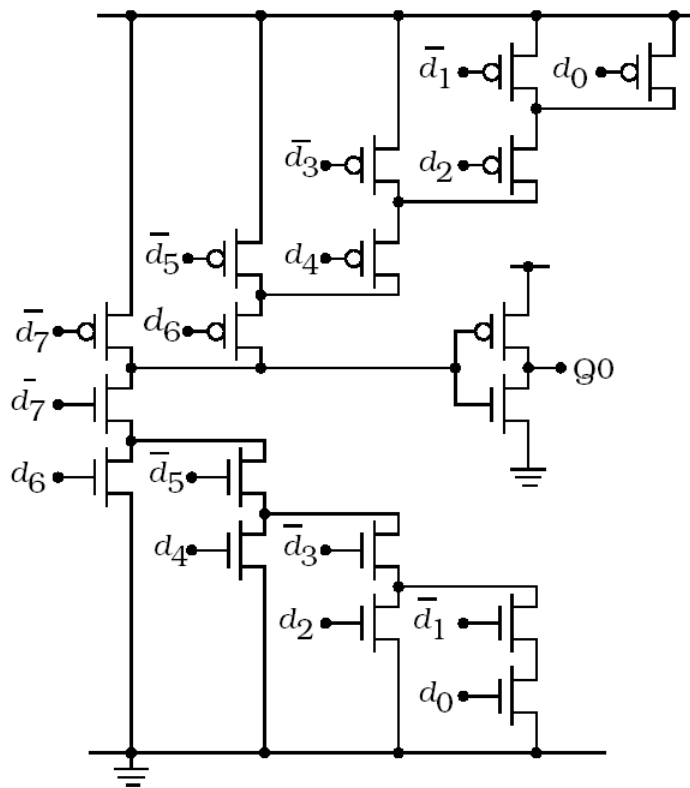 d̅1 d0
d̅3 d2
d̅5 d4
d̅7 d6
Q0
d̅7
d6 d̅5
d4 d̅3
d2 d̅1
d0